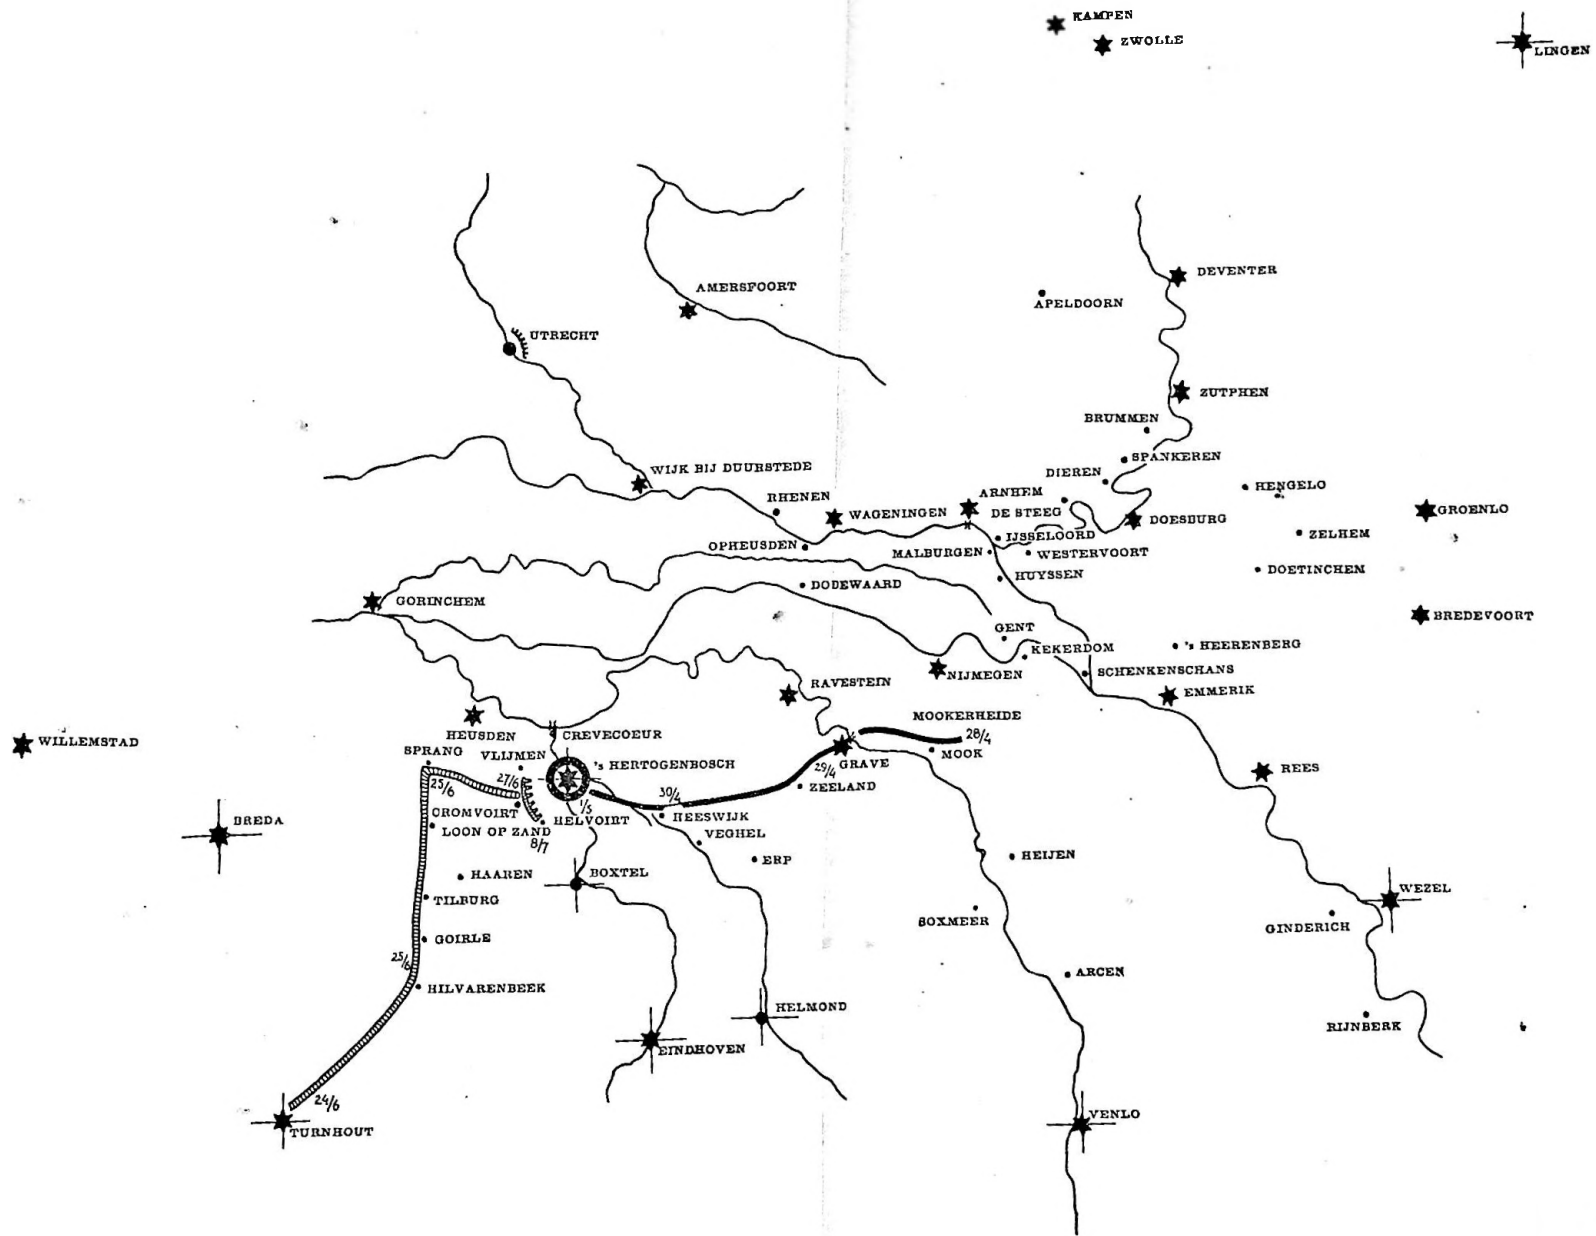 KAMPEN
ZWOLLE
LINGEN
DEVENTER
AMERSFOORT
APELDOORN
UTRECHT
ZUTPHEN
BRUMMEN
SPANKEREN
WIJK BIJ DUURSTEDE
DIEREN
HENGELO
RHENEN
ARNHEM
DE STEEG
WAGENINGEN
DOESBURG
GROENLO
IJSSELOORD
ZELHEM
OPHEUSDEN
MALBURGEN
WESTERVOORT
HUYSSEN
DOETINCHEM
DODEWAARD
GORINCHEM
BREDEVOORT
GENT
KEKERDOM
's HEERENBERG
NIJMEGEN
SCHENKENSCHANS
RAVESTEIN
EMMERIK
MOOKERHEIDE
28/4
HEUSDEN
CREVECOEUR
WILLEMSTAD
SPRANG
VLIJMEN
's HERTOGENBOSCH
GRAVE
MOOK
29/4
REES
25/6
27/6
ZEELAND
30/4
1/5
CROMVOIRT
HELVOIRT
HEESWIJK
BREDA
LOON OP ZAND
8/7
VEGHEL
ERP
HEIJEN
HAAREN
BOXTEL
WEZEL
TILBURG
BOXMEER
GINDERICH
GOIRLE
25/6
ARCEN
HILVARENBEEK
HELMOND
RIJNBERK
EINDHOVEN
24/6
VENLO
TURNHOUT